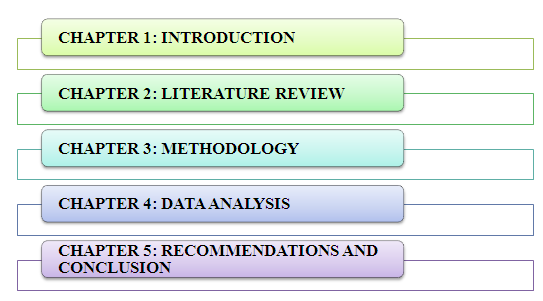 CHAPTER 1: INTRODUCTION
CHAPTER 2: LITERATURE REVIEW
CHAPTER 3: METHODOLOGY
CHAPTER 4: DATA ANALYSIS
CHAPTER 5: RECOMMENDATIONS AND
CONCLUSION